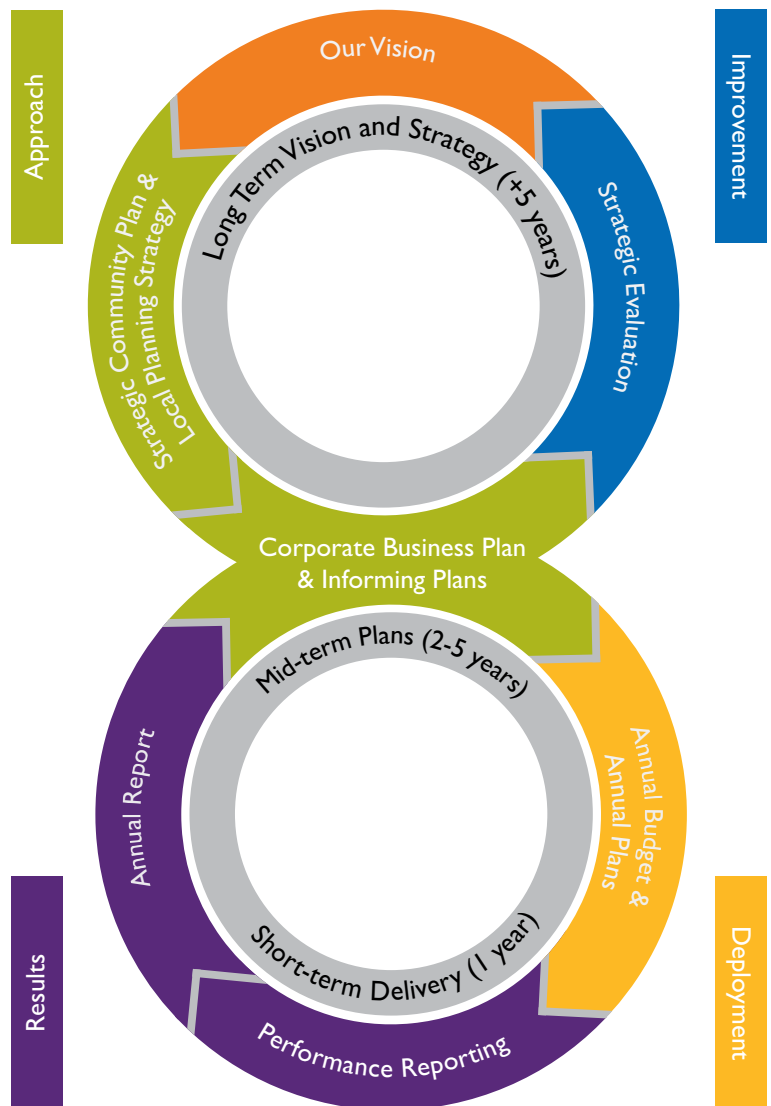 Approach
Our Vision
Improvement
Long Term Vision and Strategy (+5 years)
Strategic Community Plan &
Local Planning Strategy
Strategic Evaluation
Corporate Business Plan
& Informing Plans
Mid-term Plans (2-5 years)
Annual Report
Annual Budget &
Annual Plans
Short-term Delivery (1 year)
Performance Reporting
Results
Deployment